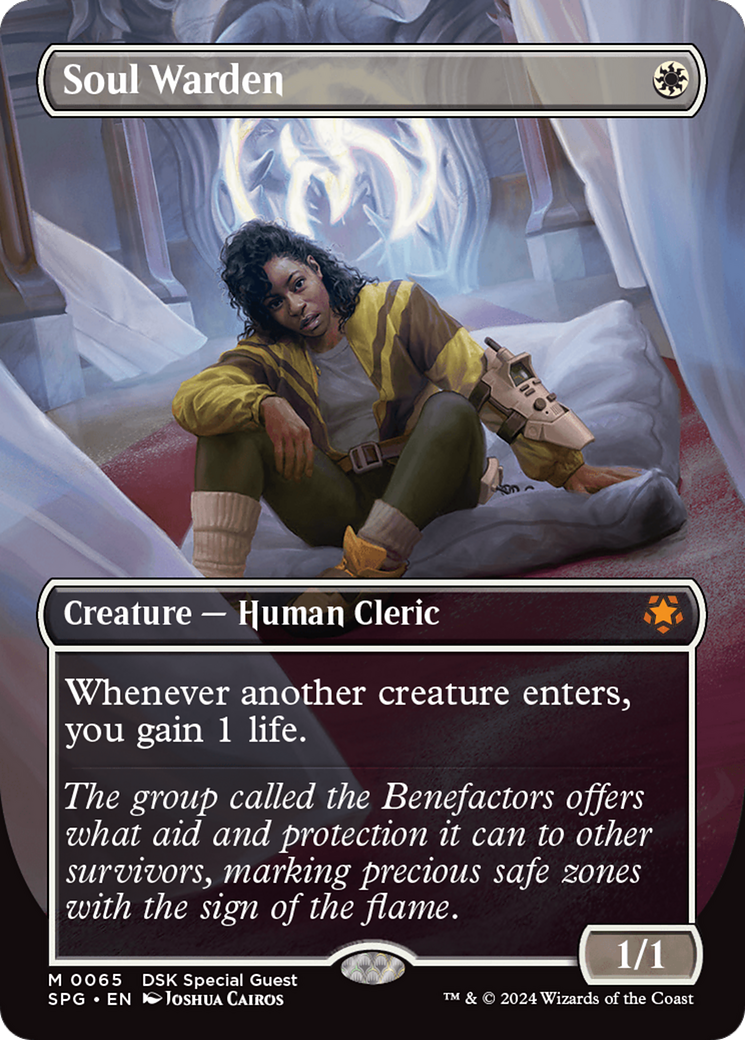 Soul Warden
Creature — Human Cleric
Whenever another creature enters,
you gain 1 life.
The group called the Benefactors offers
what aid and protection it can to other
survivors, marking precious safe zones
with the sign of the flame.
1/1
M 0065 DSK Special Guest
SPG • EN Joshua Cairos
™ & © 2024 Wizards of the Coast